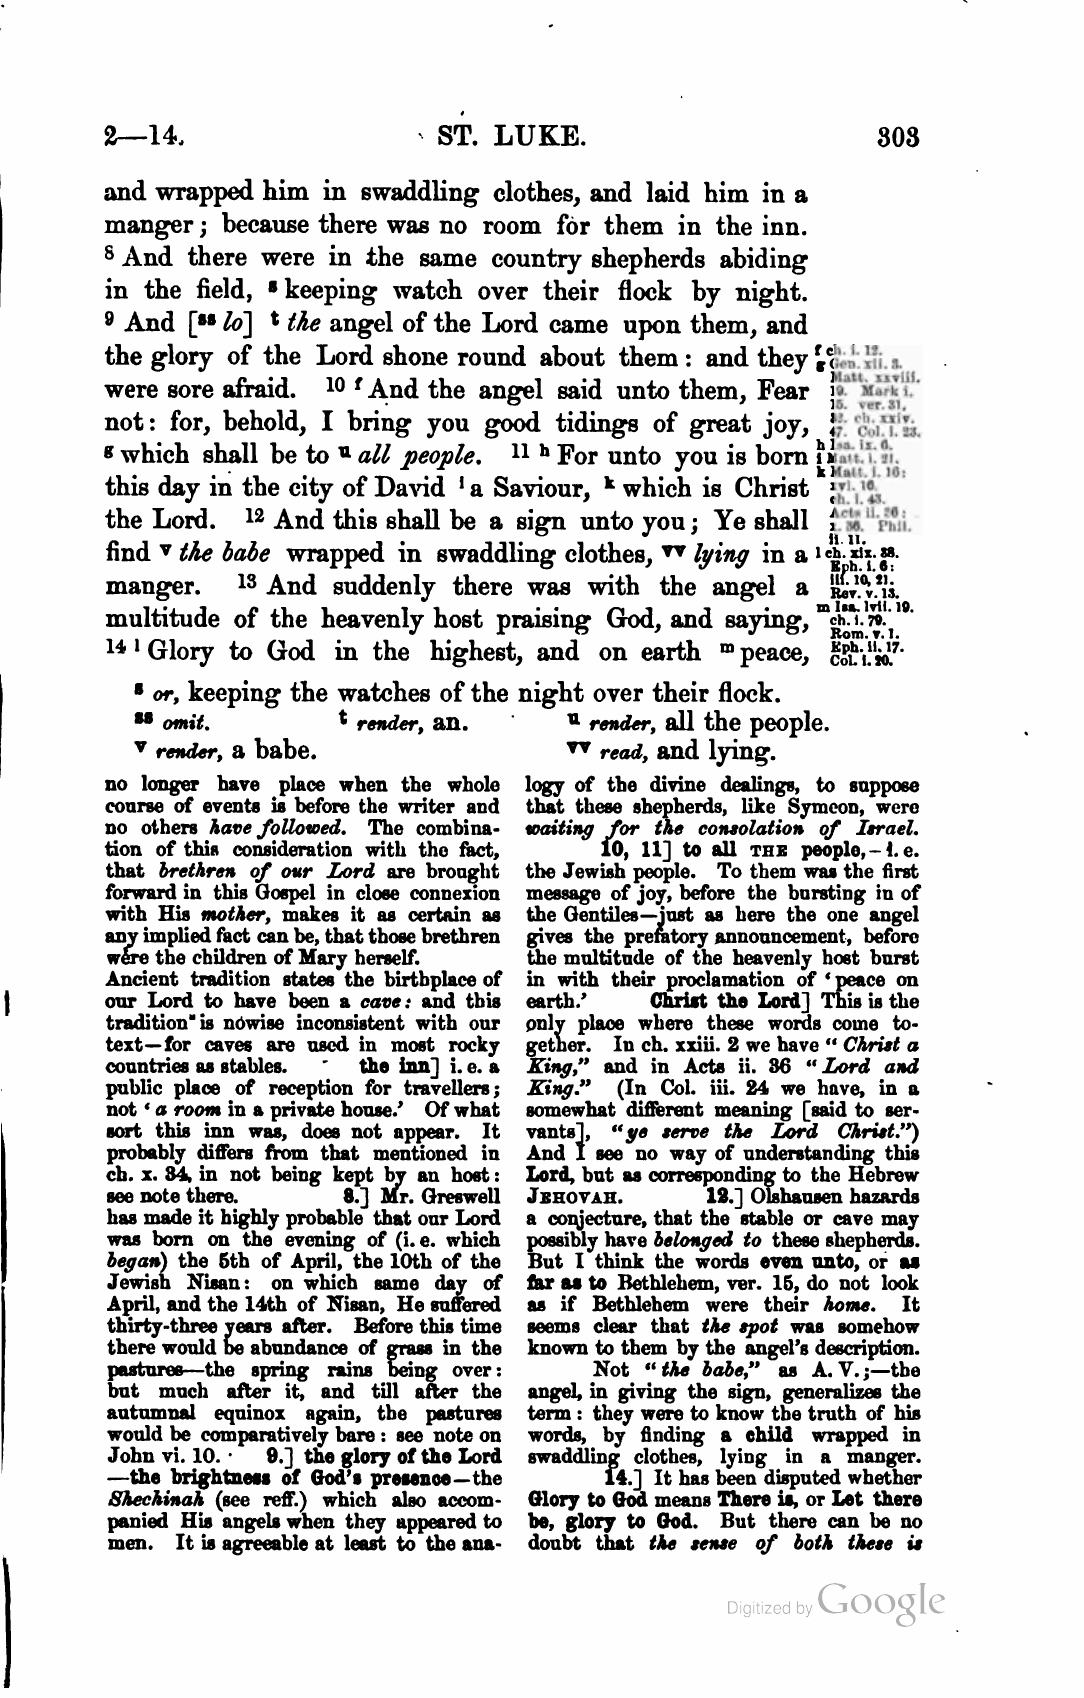 2—14. ST. LUKE. 303
and wrapped him in swaddling clothes, and laid him in a
manger; because there was no room for them in the inn.
8 And there were in the same country shepherds abiding
in the field, s keeping watch over their flock by night.
9 And [ss lo] t the angel of the Lord came upon them, and
the glory of the Lord shone round about them: and they
were sore afraid. 10 f And the angel said unto them, Fear
not: for, behold, I bring you good tidings of great joy,
g which shall be to u all people. 11 h For unto you is born
this day in the city of David i a Saviour, k which is Christ
the Lord. 12 And this shall be a sign unto you; Ye shall
find v the babe wrapped in swaddling clothes, vv lying in a
manger. 13 And suddenly there was with the angel a
multitude of the heavenly host praising God, and saying,
14 l Glory to God in the highest, and on earth m peace,
f ch. i. 12.
g Gen. xii. 3.
Matt. xxviii.
19. Mark i.
15. ver. 31,
32. ch. xxiv.
47. Col. i. 23.
h Isa. ix. 6.
i Matt. i. 21.
k Matt. i. 16:
xvi. 16.
ch. i. 43.
Acts ii. 36:
x. 36. Phil.
ii. 11.
l ch. xix. 38.
Eph. i. 6:
iii. 10, 21.
Rev. v. 13.
m Isa. lvii. 19.
ch. i. 79.
Rom. v. 1.
Eph. ii. 17.
Col. i. 20.
s or, keeping the watches of the night over their flock.
ss omit. t render, an. u render, all the people.
v render, a babe. vv read, and lying.
no longer have place when the whole
course of events is before the writer and
no others have followed. The combina-
tion of this consideration with the fact,
that brethren of our Lord are brought
forward in this Gospel in close connexion
with His mother, makes it as certain as
any implied fact can be, that those brethren
were the children of Mary herself.
Ancient tradition states the birthplace of
our Lord to have been a cave: and this
tradition is nowise inconsistent with our
text—for caves are used in most rocky
countries as stables. the inn] i. e. a
public place of reception for travellers;
not ‘a room in a private house.’ Of what
sort this inn was, does not appear. It
probably differs from that mentioned in
ch. x. 34, in not being kept by an host:
see note there. 8.] Mr. Greswell
has made it highly probable that our Lord
was born on the evening of (i. e. which
began) the 5th of April, the 10th of the
Jewish Nisan: on which same day of
April, and the 14th of Nisan, He suffered
thirty-three years after. Before this time
there would be abundance of grass in the
pastures—the spring rains being over:
but much after it, and till after the
autumnal equinox again, the pastures
would be comparatively bare: see note on
John vi. 10. 9.] the glory of the Lord
—the brightness of God's presence—the
Shechinah (see reff.) which also accom-
panied His angels when they appeared to
men. It is agreeable at least to the ana-
logy of the divine dealings, to suppose
that these shepherds, like Symeon, were
waiting for the consolation of Israel.
10, 11] to all THE people,—i. e.
the Jewish people. To them was the first
message of joy, before the bursting in of
the Gentiles—just as here the one angel
gives the prefatory announcement, before
the multitude of the heavenly host burst
in with their proclamation of ‘peace on
earth.’ Christ the Lord] This is the
only place where these words come to-
gether. In ch. xxiii. 2 we have “Christ a
King,” and in Acts ii. 36 “Lord and
King.” (In Col. iii. 24 we have, in a
somewhat different meaning [said to ser-
vants], “ye serve the Lord Christ.”)
And I see no way of understanding this
Lord, but as corresponding to the Hebrew
JEHOVAH. 12.] Olshausen hazards
a conjecture, that the stable or cave may
possibly have belonged to these shepherds.
But I think the words even unto, or as
far as to Bethlehem, ver. 15, do not look
as if Bethlehem were their home. It
seems clear that the spot was somehow
known to them by the angel's description.
Not “the babe,” as A. V.;—the
angel, in giving the sign, generalizes the
term: they were to know the truth of his
words, by finding a child wrapped in
swaddling clothes, lying in a manger.
14.] It has been disputed whether
Glory to God means There is, or Let there
be, glory to God. But there can be no
doubt that the sense of both these is
Digitized by Google